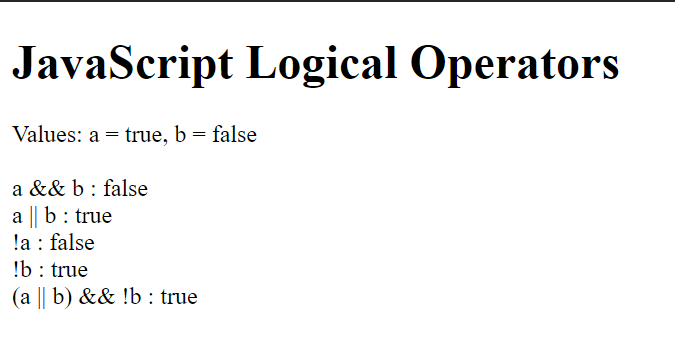 JavaScript Logical Operators
Values: a = true, b = false
a && b : false
a || b : true
!a : false
!b : true
(a || b) && !b : true